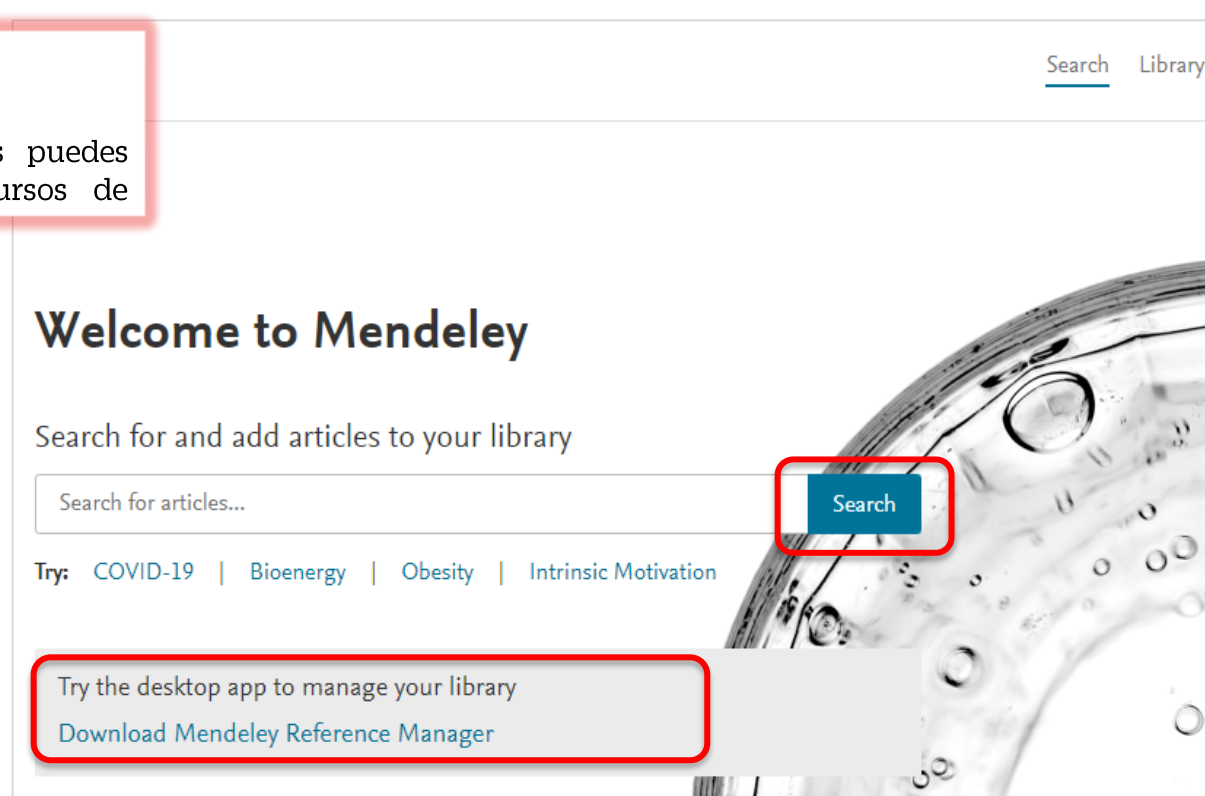 Search Library
puedes
de
Welcome to Mendeley
Search for and add articles to your library
Search for articles... Search
Try: COVID-19 | Bioenergy | Obesity | Intrinsic Motivation
Try the desktop app to manage your library
Download Mendeley Reference Manager